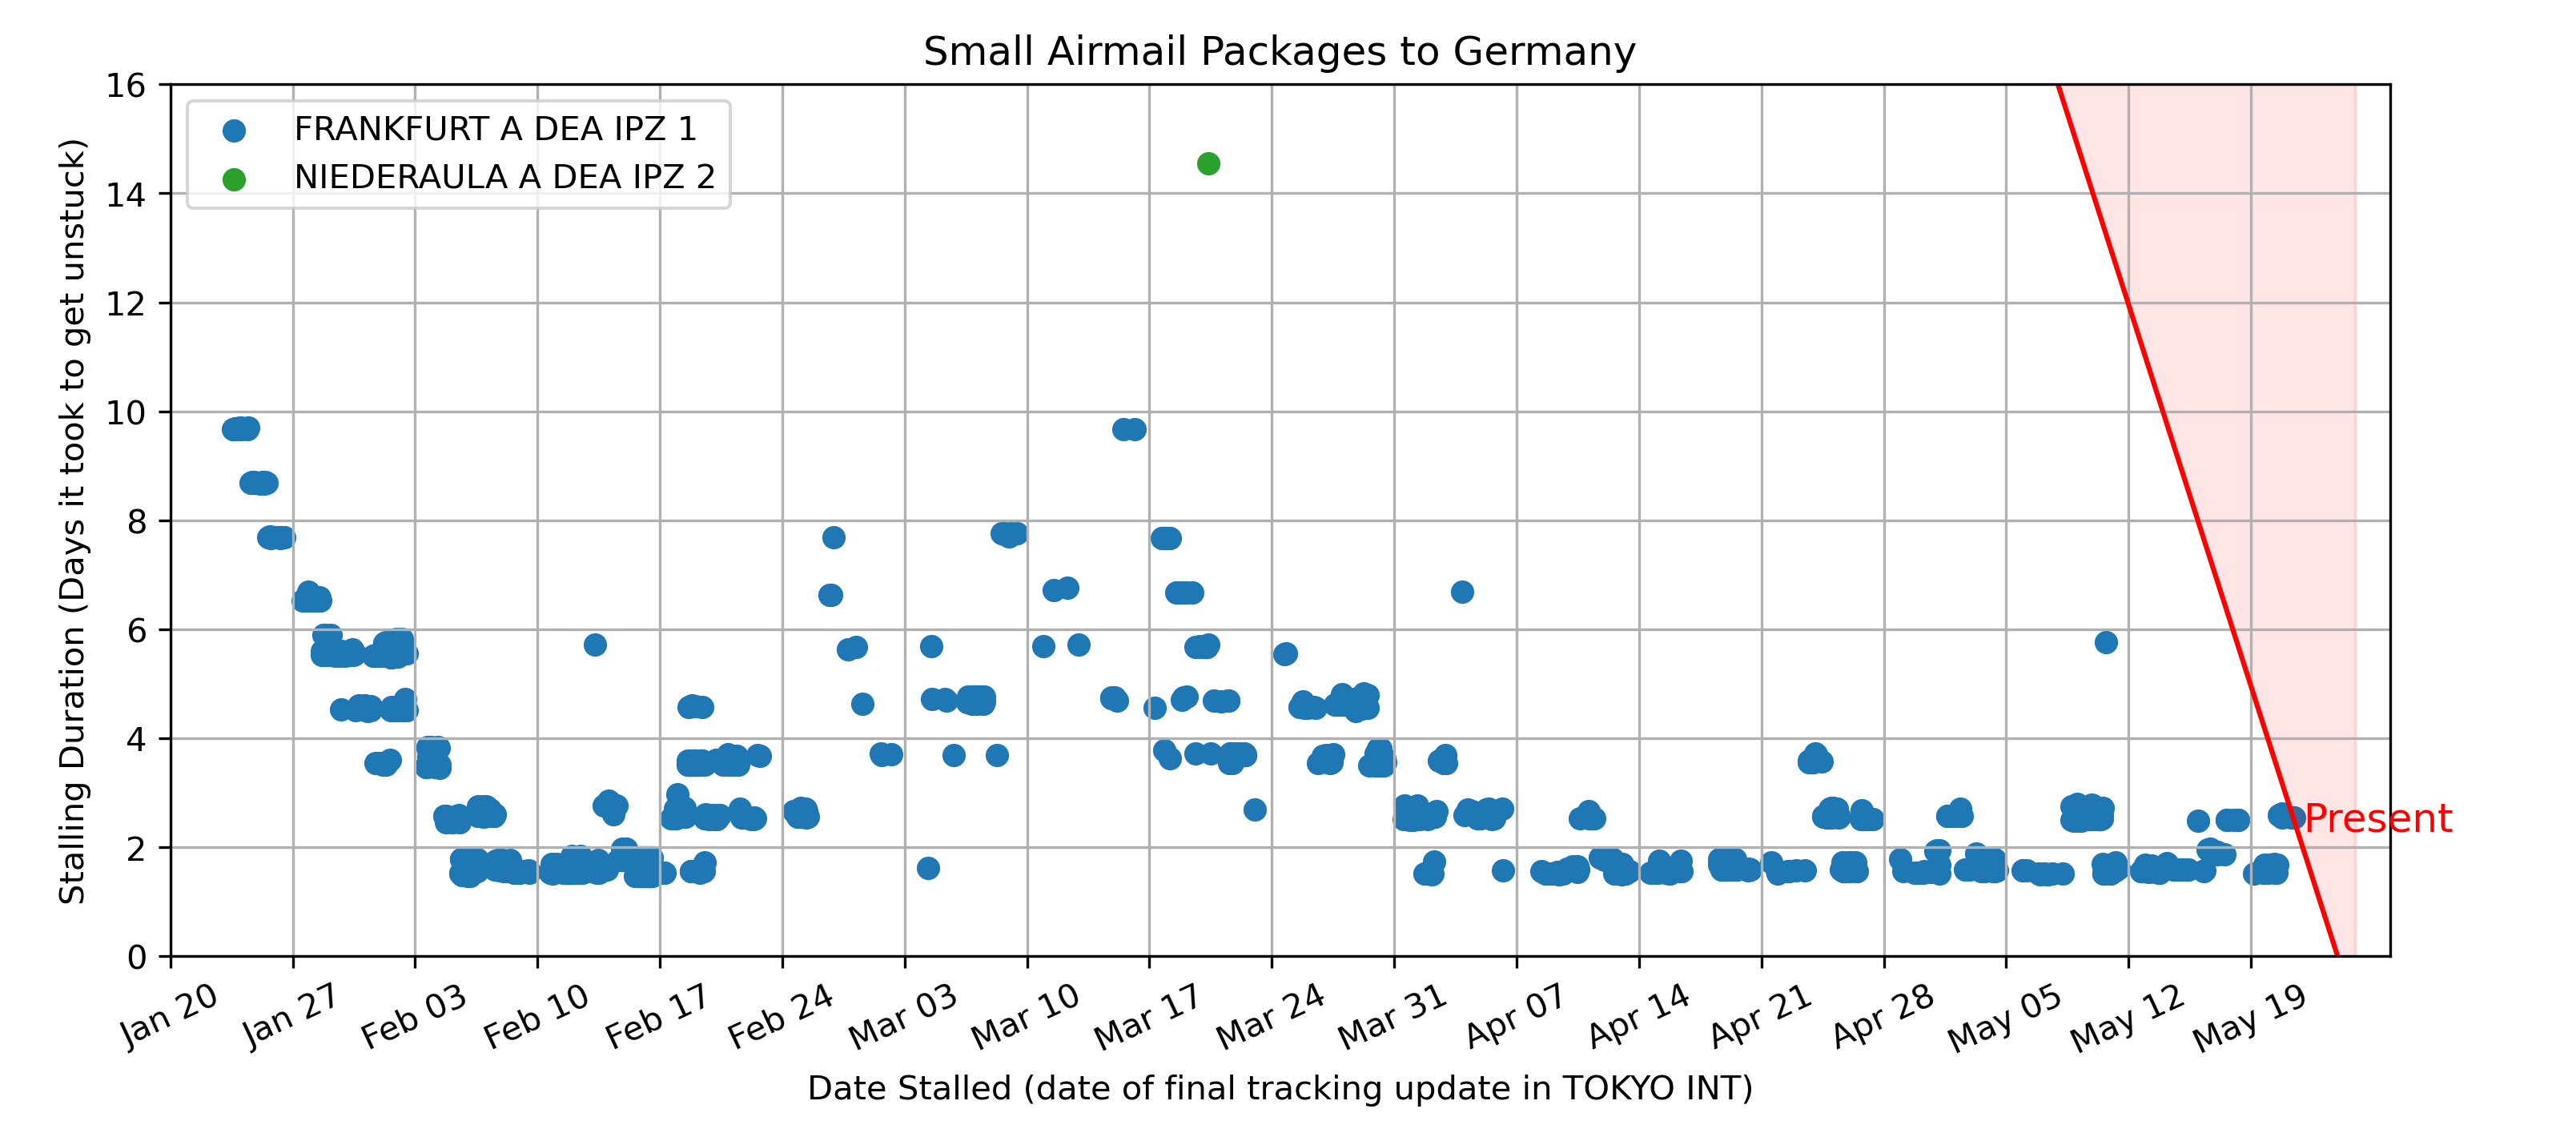 Small Airmail Packages to Germany
FRANKFURT A DEA IPZ 1
NIEDERAULA A DEA IPZ 2
Stalling Duration (Days it took to get unstuck)
16
14
12
10
8
6
4
2
0
Present
Jan 20
Jan 27
Feb 03
Feb 10
Feb 17
Feb 24
Mar 03
Mar 10
Mar 17
Mar 24
Mar 31
Apr 07
Apr 14
Apr 21
Apr 28
May 05
May 12
May 19
Date Stalled (date of final tracking update in TOKYO INT)